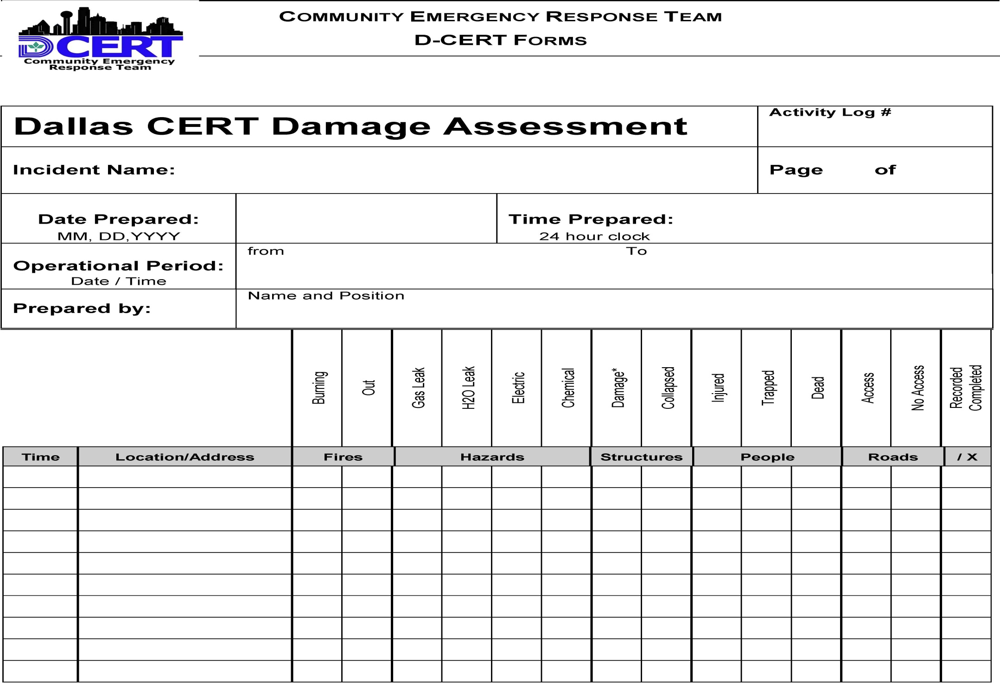 DCERT
Community Emergency
Response Team
COMMUNITY EMERGENCY RESPONSE TEAM
D-CERT FORMS
Dallas CERT Damage Assessment
Activity Log #
Incident Name:
Page of
Date Prepared:
MM, DD,YYYY
Time Prepared:
24 hour clock
Operational Period:
Date / Time
from To
Prepared by:
Name and Position
Burning
Out
Gas Leak
H2O Leak
Electric
Chemical
Damage*
Collapsed
Injured
Trapped
Dead
Access
No Access
Recorded
Completed
Time Location/Address Fires Hazards Structures People Roads / X